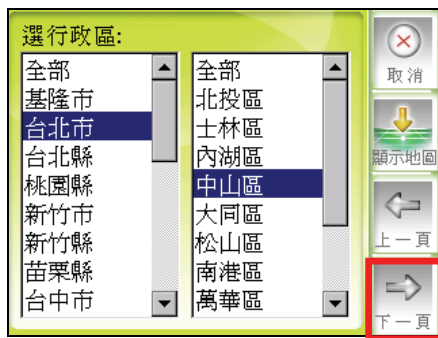 選行政區:
全部
基隆市
台北市
台北縣
桃園縣
新竹市
新竹縣
苗栗縣
台中市
全部
北投區
士林區
內湖區
中山區
大同區
松山區
南港區
萬華區
取消
顯示地圖
上一頁
下一頁